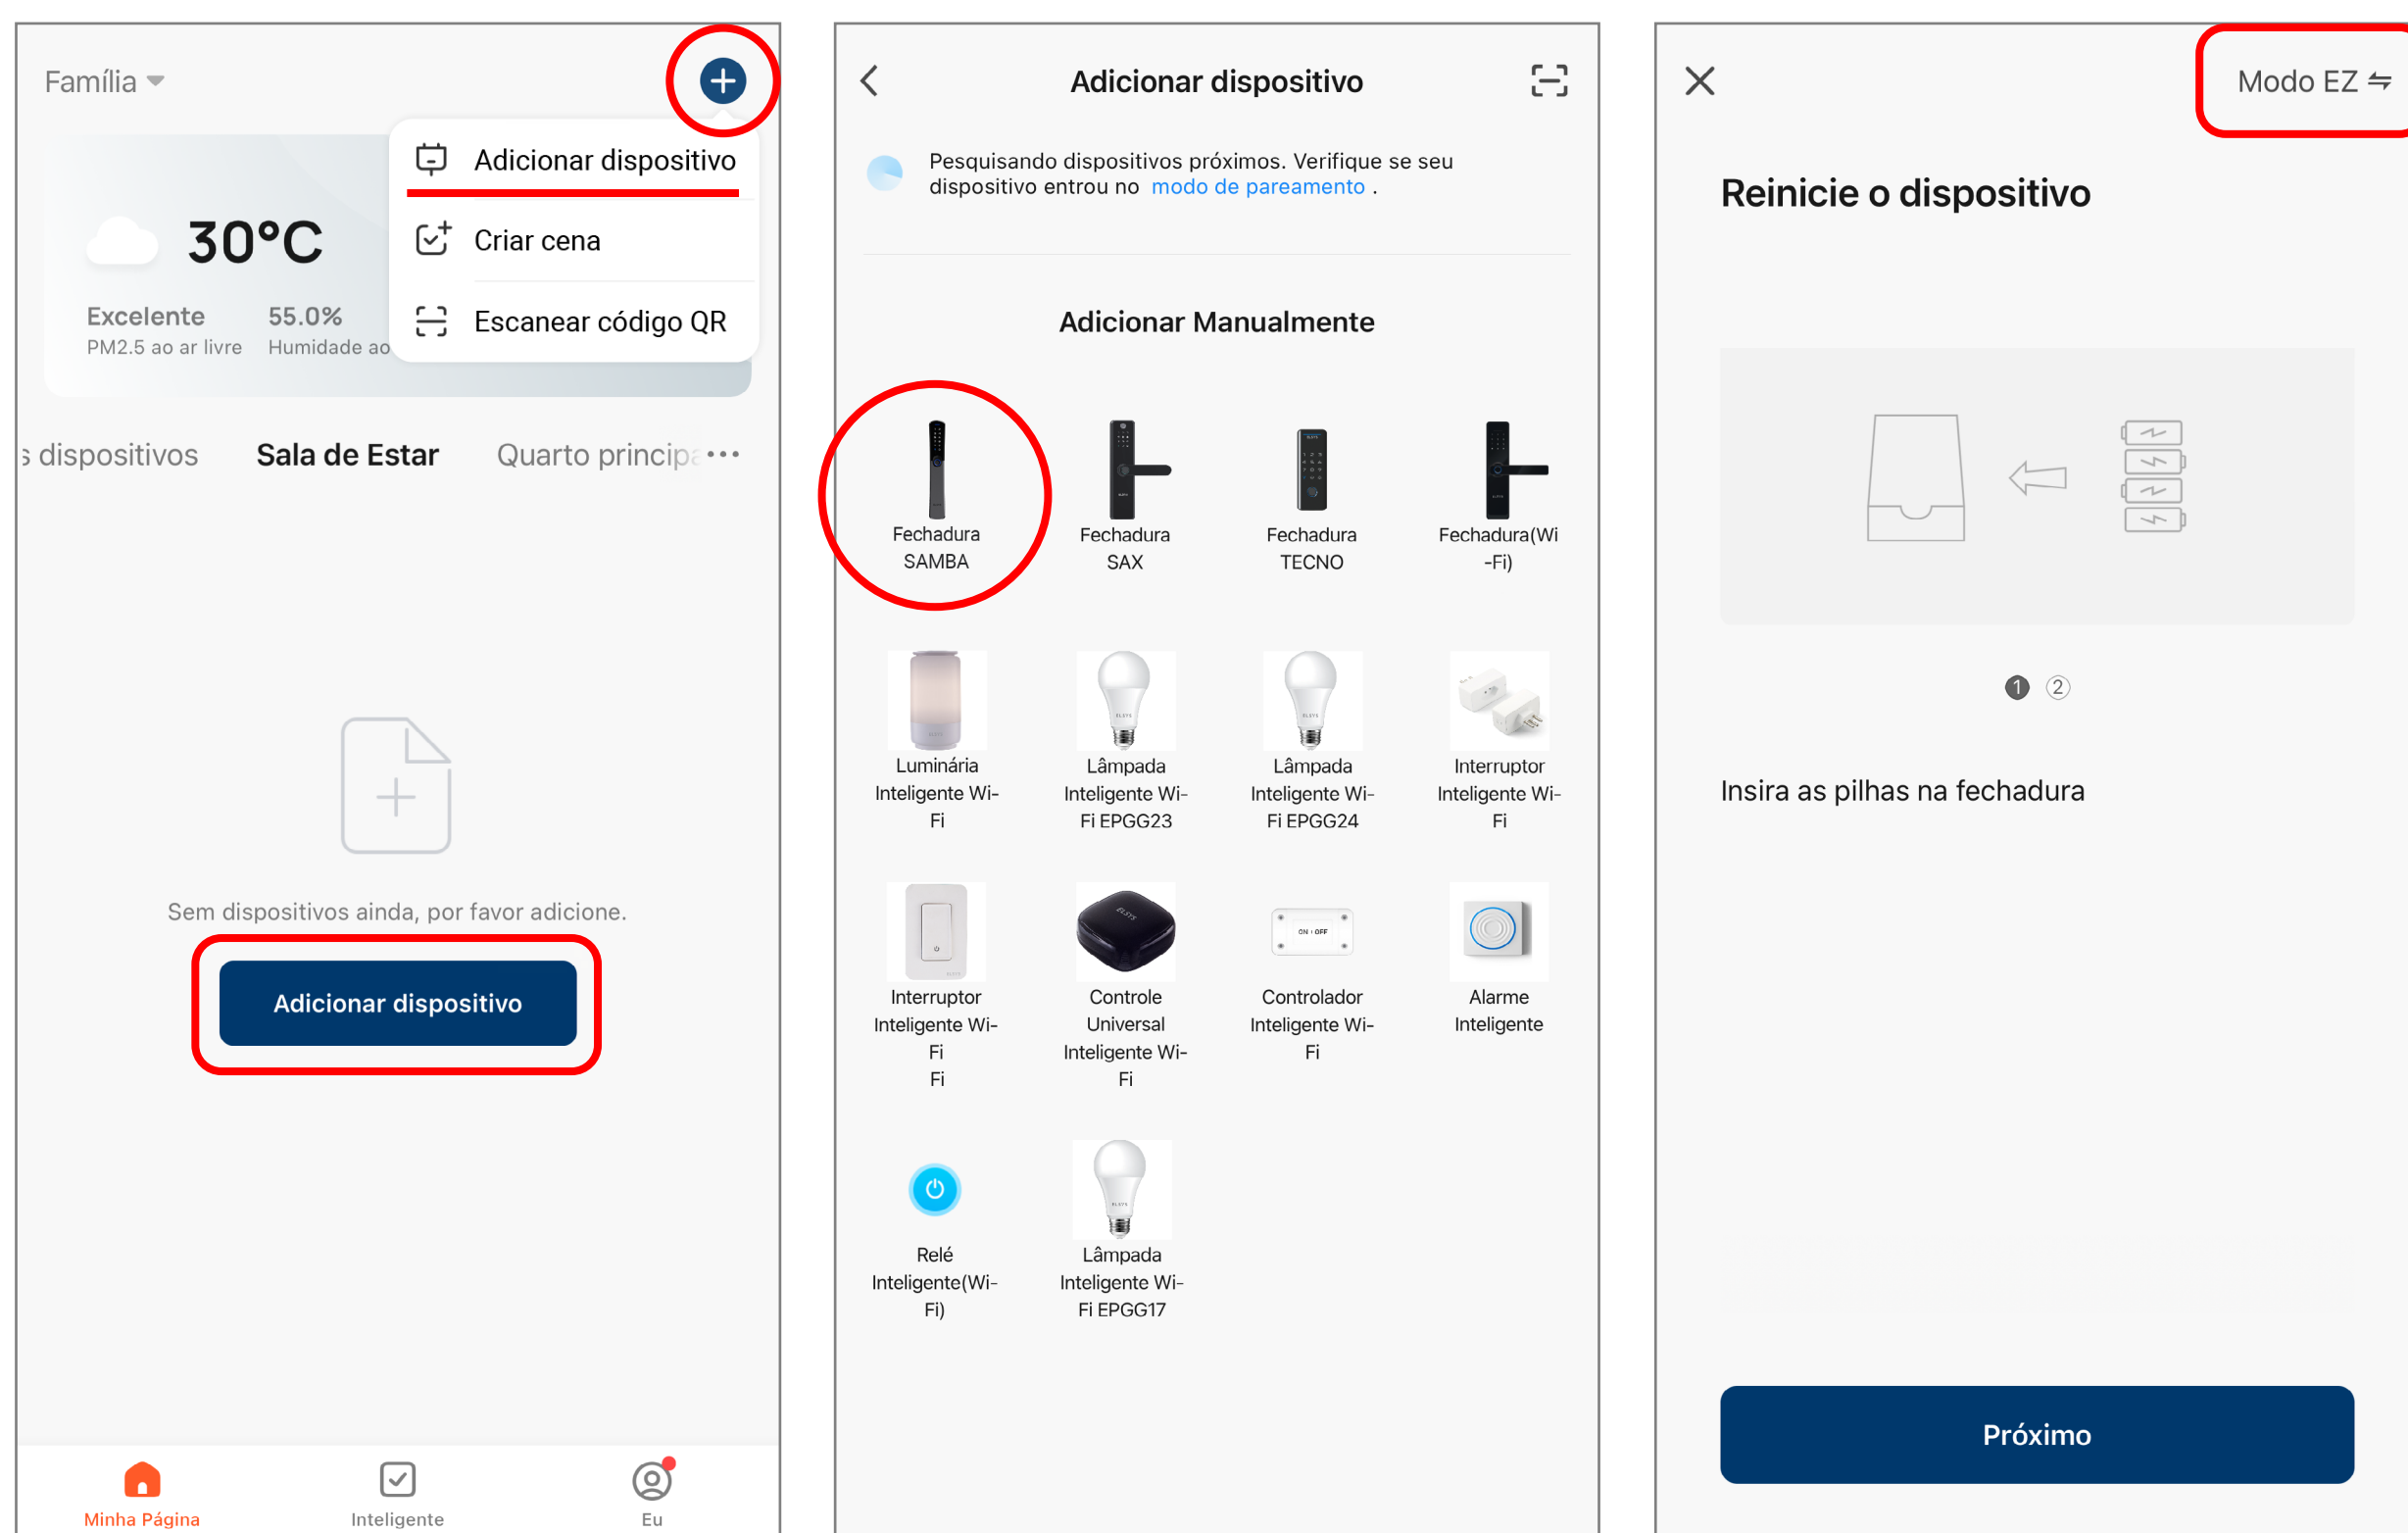 Família
Adicionar dispositivo
Criar cena
Escanear código QR
30°C
Excelente
PM2.5 ao ar livre
55.0%
Humidade ao
s dispositivos
Sala de Estar
Quarto principa
Sem dispositivos ainda, por favor adicione.
Adicionar dispositivo
Minha Página
Inteligente
Eu
Adicionar dispositivo
Pesquisando dispositivos próximos. Verifique se seu
dispositivo entrou no modo de pareamento .
Adicionar Manualmente
Fechadura
SAMBA
Fechadura
SAX
Fechadura
TECNO
Fechadura(Wi
-Fi)
Luminária
Inteligente Wi-
Fi
Lâmpada
Inteligente Wi-
Fi EPGG23
Lâmpada
Inteligente Wi-
Fi EPGG24
Interruptor
Inteligente Wi-
Fi
ELSYS
ELSYS
ELSYS
ON | OFF
Interruptor
Inteligente Wi-
Fi
Fi
Controle
Universal
Inteligente Wi-
Fi
Controlador
Inteligente Wi-
Fi
Alarme
Inteligente
ELSYS
Relé
Inteligente(Wi-
Fi)
Lâmpada
Inteligente Wi-
Fi EPGG17
Modo EZ
Reinicie o dispositivo
1 2
Insira as pilhas na fechadura
Próximo